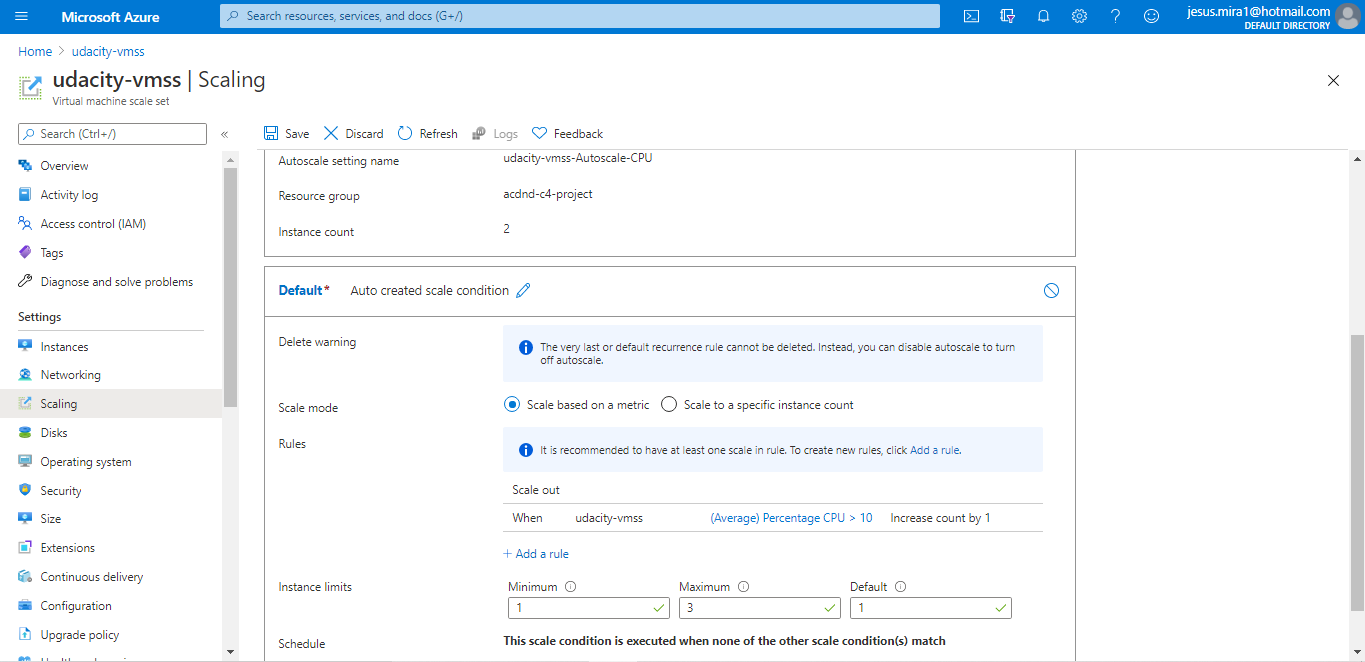 Microsoft Azure
Search resources, services, and docs (G+/)
jesus.mira1@hotmail.com
DEFAULT DIRECTORY
Home > udacity-vmss
udacity-vmss | Scaling
Virtual machine scale set
Search (Ctrl+/)
«
Overview
Activity log
Access control (IAM)
Tags
Diagnose and solve problems
Settings
Instances
Networking
Scaling
Disks
Operating system
Security
Size
Extensions
Continuous delivery
Configuration
Upgrade policy
Save
Discard
Refresh
Logs
Feedback
Autoscale setting name udacity-vmss-Autoscale-CPU
Resource group acdnd-c4-project
Instance count 2
Default* Auto created scale condition
Delete warning
The very last or default recurrence rule cannot be deleted. Instead, you can disable autoscale to turn
off autoscale.
Scale mode Scale based on a metric Scale to a specific instance count
Rules
It is recommended to have at least one scale in rule. To create new rules, click Add a rule.
Scale out
When udacity-vmss (Average) Percentage CPU > 10 Increase count by 1
+ Add a rule
Instance limits Minimum Maximum Default
1 3 1
Schedule This scale condition is executed when none of the other scale condition(s) match